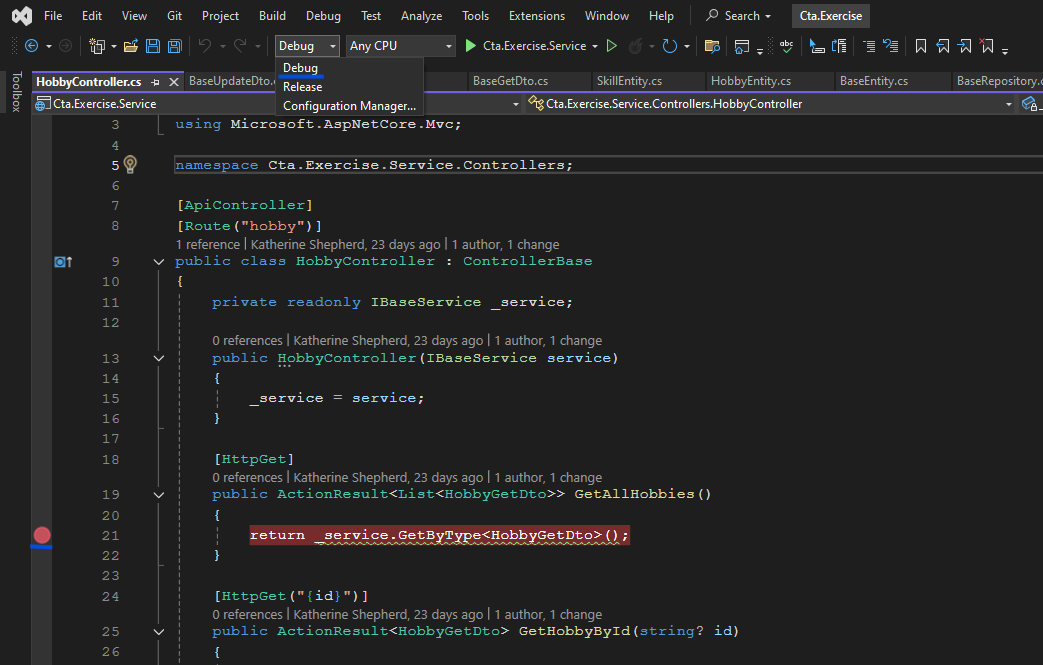 File Edit View Git Project Build Debug Test Analyze Tools Extensions Window Help Search Cta.Exercise
Debug Any CPU Cta.Exercise.Service
Debug
Release
Configuration Manager...
Toolbox
HobbyController.cs BaseUpdateDto. BaseGetDto.cs SkillEntity.cs HobbyEntity.cs BaseEntity.cs BaseRepository.
Cta.Exercise.Service Cta.Exercise.Service.Controllers.HobbyController
3 using Microsoft.AspNetCore.Mvc;
4
5 namespace Cta.Exercise.Service.Controllers;
6
7 [ApiController]
8 [Route("hobby")]
1 reference | Katherine Shepherd, 23 days ago | 1 author, 1 change
9 public class HobbyController : ControllerBase
10 {
11 private readonly IBaseService _service;
12
0 references | Katherine Shepherd, 23 days ago | 1 author, 1 change
13 public HobbyController(IBaseService service)
14 {
15 _service = service;
16 }
17
18 [HttpGet]
0 references | Katherine Shepherd, 23 days ago | 1 author, 1 change
19 public ActionResult<List<HobbyGetDto>> GetAllHobbies()
20 {
21 return _service.GetByType<HobbyGetDto>();
22 }
23
24 [HttpGet("{id}")]
0 references | Katherine Shepherd, 23 days ago | 1 author, 1 change
25 public ActionResult<HobbyGetDto> GetHobbyById(string? id)
26 {